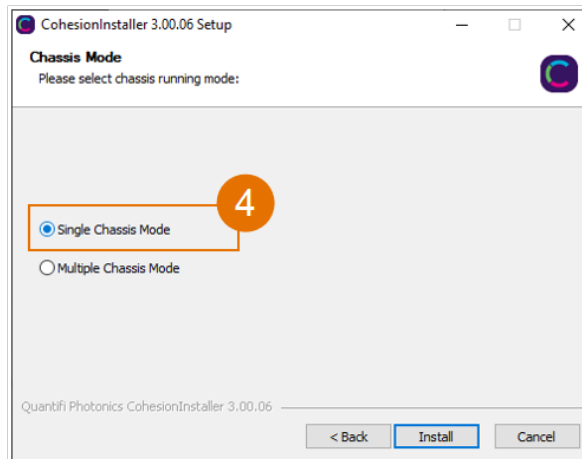 CohesionInstaller 3.00.06 Setup
Chassis Mode
Please select chassis running mode:
4
Single Chassis Mode
Multiple Chassis Mode
Quantifi Photonics CohesionInstaller 3.00.06
< Back Install Cancel